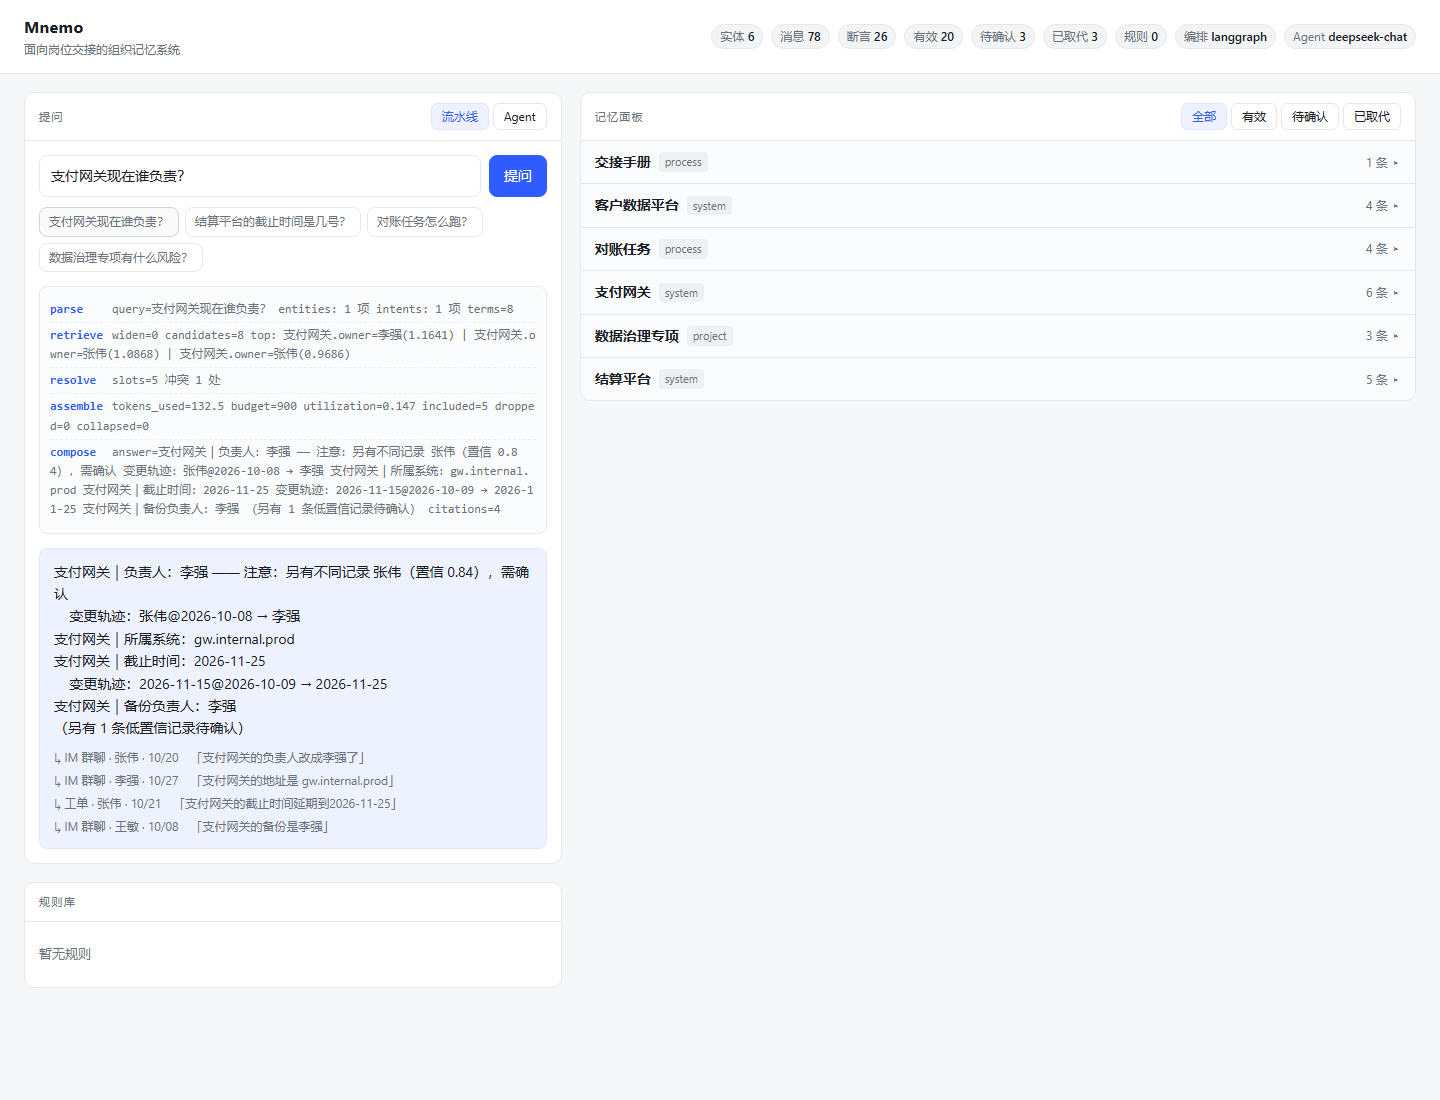 Mnemo
面向岗位交接的组织记忆系统
实体 6
消息 78
断言 26
有效 20
待确认 3
已取代 3
规则 0
编排 langgraph
Agent deepseek-chat
提问
流水线
Agent
支付网关现在谁负责?
提问
支付网关现在谁负责?
结算平台的截止时间是几号?
对账任务怎么跑?
数据治理专项有什么风险?
parse query=支付网关现在谁负责? entities: 1 项 intents: 1 项 terms=8
retrieve widen=0 candidates=8 top: 支付网关.owner=李强(1.1641) | 支付网关.o
wner=张伟(1.0868) | 支付网关.owner=张伟(0.9686)
resolve slots=5 冲突 1 处
assemble tokens_used=132.5 budget=900 utilization=0.147 included=5 droppe
d=0 collapsed=0
compose answer=支付网关 | 负责人: 李强 —— 注意: 另有不同记录 张伟 (置信 0.8
4) , 需确认 变更轨迹: 张伟@2026-10-08 → 李强 支付网关 | 所属系统: gw.internal.
prod 支付网关 | 截止时间: 2026-11-25 变更轨迹: 2026-11-15@2026-10-09 → 2026-1
1-25 支付网关 | 备份负责人: 李强 (另有 1 条低置信记录待确认) citations=4
支付网关 | 负责人：李强 —— 注意：另有不同记录 张伟（置信 0.84），需确
认
变更轨迹：张伟@2026-10-08 → 李强
支付网关 | 所属系统：gw.internal.prod
支付网关 | 截止时间：2026-11-25
变更轨迹：2026-11-15@2026-10-09 → 2026-11-25
支付网关 | 备份负责人：李强
（另有 1 条低置信记录待确认）
↳ IM 群聊 · 张伟 · 10/20 「支付网关的负责人改成李强了」
↳ IM 群聊 · 李强 · 10/27 「支付网关的地址是 gw.internal.prod」
↳ 工单 · 张伟 · 10/21 「支付网关的截止时间延期到2026-11-25」
↳ IM 群聊 · 王敏 · 10/08 「支付网关的备份是李强」
规则库
暂无规则
记忆面板
全部
有效
待确认
已取代
交接手册 process 1 条 ▸
客户数据平台 system 4 条 ▸
对账任务 process 4 条 ▸
支付网关 system 6 条 ▸
数据治理专项 project 3 条 ▸
结算平台 system 5 条 ▸